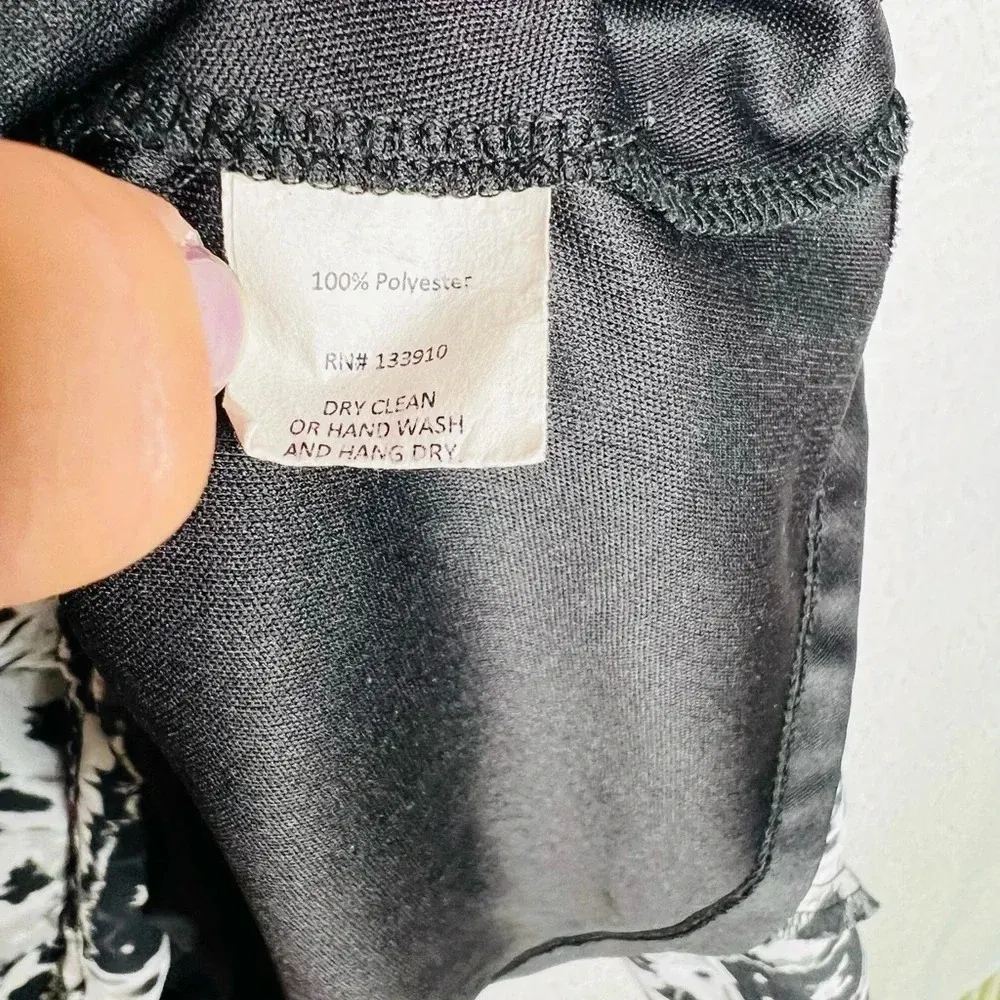 100% Polyester
RN# 133910
DRY CLEAN
OR HAND WASH
AND HANG DRY